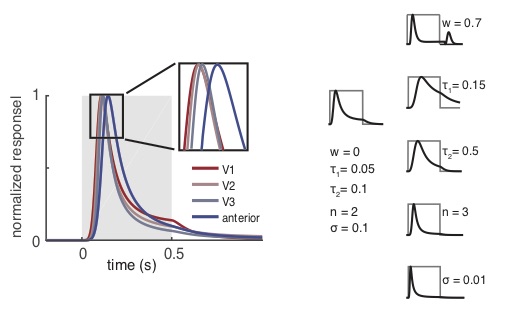 normalized responsel
1
0
0
0.5
time (s)
V1
V2
V3
anterior
w = 0
τ1= 0.05
τ2= 0.1
n = 2
σ = 0.1
w = 0.7
τ1= 0.15
τ2= 0.5
n = 3
σ = 0.01